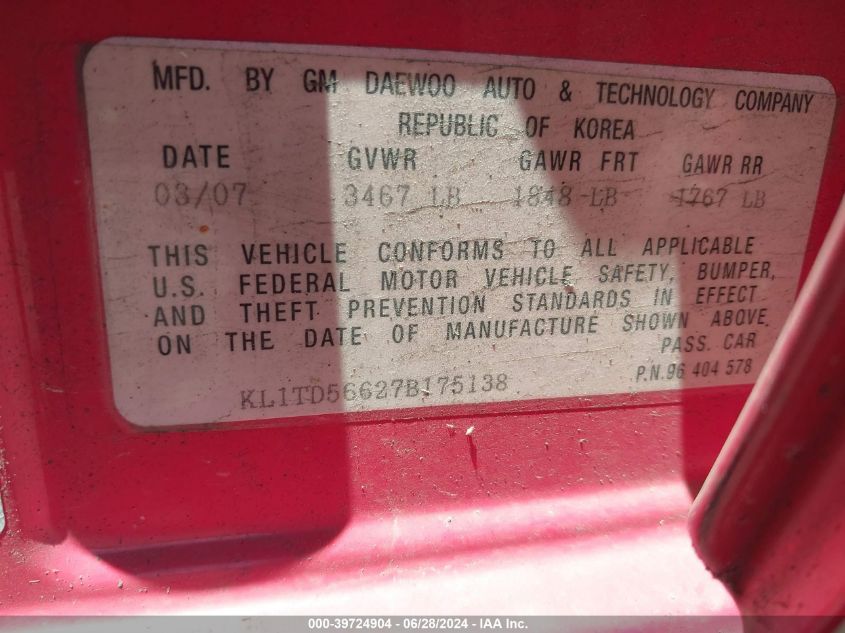 MFD. BY GM DAEWOO AUTO & TECHNOLOGY COMPANY
REPUBLIC OF KOREA
DATE GVWR GAWR FRT GAWR RR
03/07 3467 LB 1848 LB 1767 LB
THIS VEHICLE CONFORMS TO ALL APPLICABLE
U.S. FEDERAL MOTOR VEHICLE SAFETY, BUMPER,
AND THEFT PREVENTION STANDARDS IN EFFECT
ON THE DATE OF MANUFACTURE SHOWN ABOVE.
PASS. CAR
KL1TD56627B175138 P.N.96 404 578
000-39724904 - 06/28/2024 - IAA Inc.